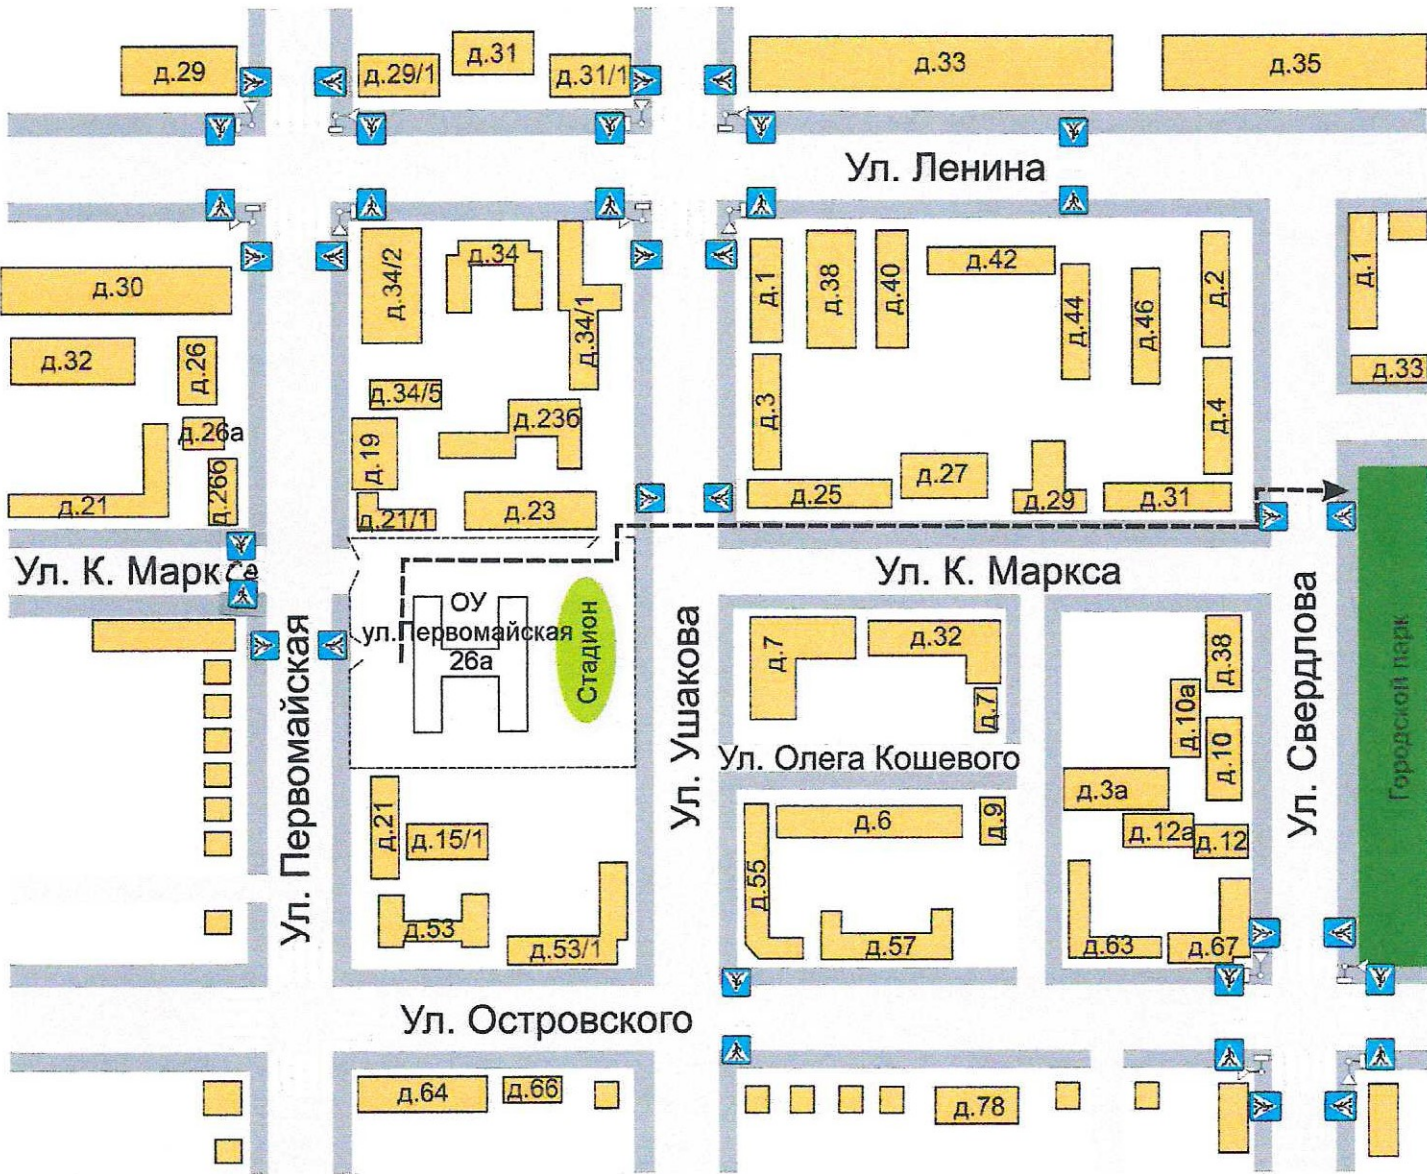 д.29
д.29/1
д.31
д.31/1
д.33
д.35
Ул. Ленина
д.30
д.32
д.26
д.26а
д.26б
д.21
д.34/2
д.34
д.34/1
д.34/5
д.23б
д.19
д.21/1
д.23
д.1
д.38
д.40
д.42
д.44
д.46
д.2
д.3
д.4
д.25
д.27
д.29
д.31
д.1
д.33
Ул. К. Маркса
Ул. К. Маркса
ОУ
ул.Первомайская
26а
Стадион
Ул. Первомайская
Ул. Ушакова
Ул. Свердлова
Городской парк
д.7
д.32
д.7
д.38
д.10а
д.10
Ул. Олега Кошевого
д.21
д.15/1
д.53
д.53/1
д.6
д.9
д.55
д.57
д.3а
д.12а
д.12
д.63
д.67
Ул. Островского
д.64
д.66
д.78